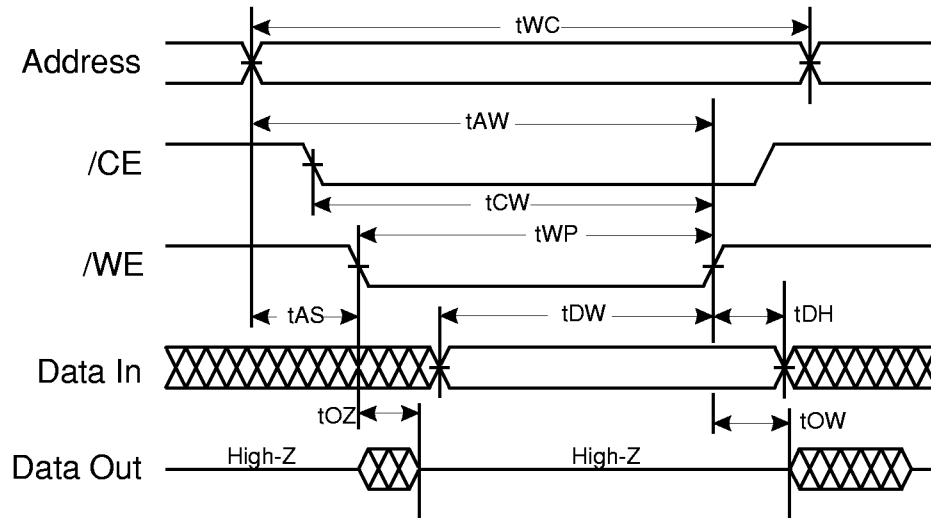 tWC
Address
tAW
/CE
tCW
tWP
/WE
tAS
tDW
tDH
Data In
tOZ
tOW
High-Z
High-Z
Data Out